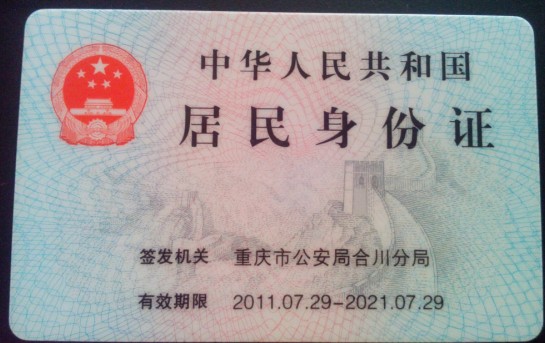 中华人民共和国
居民身份证
签发机关 重庆市公安局合川分局
有效期限 2011.07.29-2021.07.29